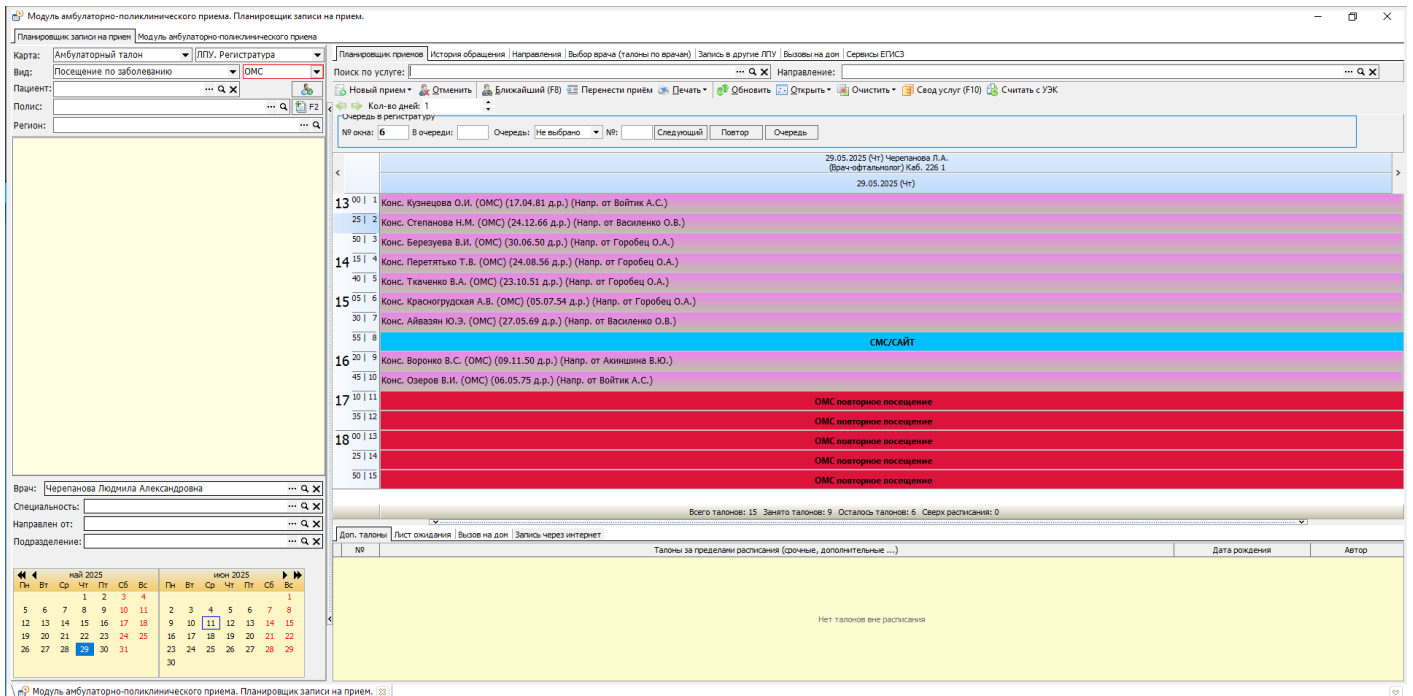 Модуль амбулаторно-поликлинического приема. Планировщик записи на прием.
Планировщик записи на прием Модуль амбулаторно-поликлинического приема
Карта: Амбулаторный талон ЛПУ. Регистратура
Вид: Посещение по заболеванию ОМС
Пациент:
Полис: F2
Регион:
Планировщик приемов История обращения Направления Выбор врача (талоны по врачам) Запись в другие ЛПУ Вызовы на дом Сервисы ЕГИСЗ
Поиск по услуге: Направление:
Новый прием Отменить Ближайший (F8) Перенести приём Печать Обновить Открыть Очистить Свод услуг (F10) Считать с УЭК
Кол-во дней: 1
Очередь в регистратуру
№ окна: 6 В очереди: Очередь: Не выбрано №: Следующий Повтор Очередь
29.05.2025 (Чт) Черепанова Л.А.
(Врач-офтальмолог) Каб. 226 1
29.05.2025 (Чт)
13 00 | 1 Конс. Кузнецова О.И. (ОМС) (17.04.81 д.р.) (Напр. от Войтик А.С.)
25 | 2 Конс. Степанова Н.М. (ОМС) (24.12.66 д.р.) (Напр. от Василенко О.В.)
50 | 3 Конс. Березуева В.И. (ОМС) (30.06.50 д.р.) (Напр. от Горобец О.А.)
14 15 | 4 Конс. Перетятько Т.В. (ОМС) (24.08.56 д.р.) (Напр. от Горобец О.А.)
40 | 5 Конс. Ткаченко В.А. (ОМС) (23.10.51 д.р.) (Напр. от Горобец О.А.)
15 05 | 6 Конс. Красногрудская А.В. (ОМС) (05.07.54 д.р.) (Напр. от Горобец О.А.)
30 | 7 Конс. Айвазян Ю.Э. (ОМС) (27.05.69 д.р.) (Напр. от Василенко О.В.)
55 | 8 СМС/САЙТ
16 20 | 9 Конс. Воронко В.С. (ОМС) (09.11.50 д.р.) (Напр. от Акиншина В.Ю.)
45 | 10 Конс. Озеров В.И. (ОМС) (06.05.75 д.р.) (Напр. от Войтик А.С.)
17 10 | 11 ОМС повторное посещение
35 | 12 ОМС повторное посещение
18 00 | 13 ОМС повторное посещение
25 | 14 ОМС повторное посещение
50 | 15 ОМС повторное посещение
Всего талонов: 15 Занято талонов: 9 Осталось талонов: 6 Сверх расписания: 0
Врач: Черепанова Людмила Александровна
Специальность:
Направлен от:
Подразделение:
Доп. талоны Лист ожидания Вызов на дом Запись через интернет
№ Талоны за пределами расписания (срочные, дополнительные ...) Дата рождения Автор
Нет талонов вне расписания
май 2025 июн 2025
Пн Вт Ср Чт Пт Сб Вс Пн Вт Ср Чт Пт Сб Вс
1 2 3 4 1
5 6 7 8 9 10 11 2 3 4 5 6 7 8
12 13 14 15 16 17 18 9 10 11 12 13 14 15
19 20 21 22 23 24 25 16 17 18 19 20 21 22
26 27 28 29 30 31 23 24 25 26 27 28 29
30
Модуль амбулаторно-поликлинического приема. Планировщик записи на прием.